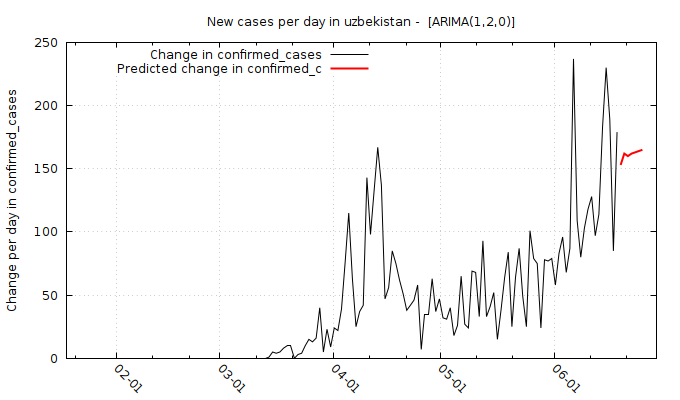 New cases per day in uzbekistan -  [ARIMA(1,2,0)]
Change in confirmed_cases
Predicted change in confirmed_c
Change per day in confirmed_cases
250
200
150
100
50
0
02-01
03-01
04-01
05-01
06-01